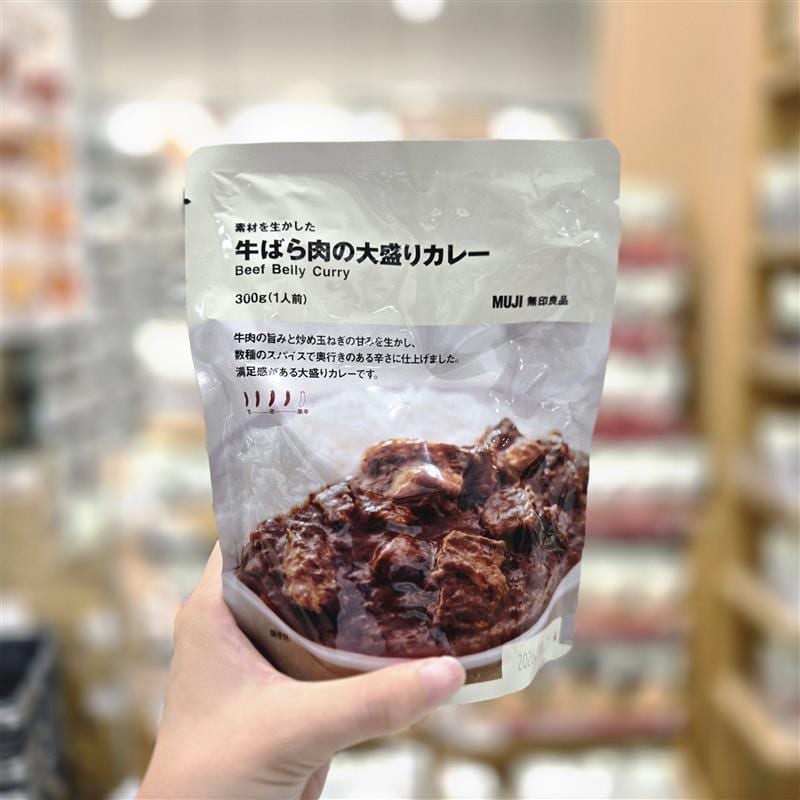 素材を生かした
牛ばら肉の大盛りカレー
Beef Belly Curry
300g(1人前)
MUJI 無印良品
牛肉の旨みと炒め玉ねぎの甘みを生かし、
数種のスパイスで奥行きのある辛さに仕上げました。
満足感がある大盛りカレーです。
辛